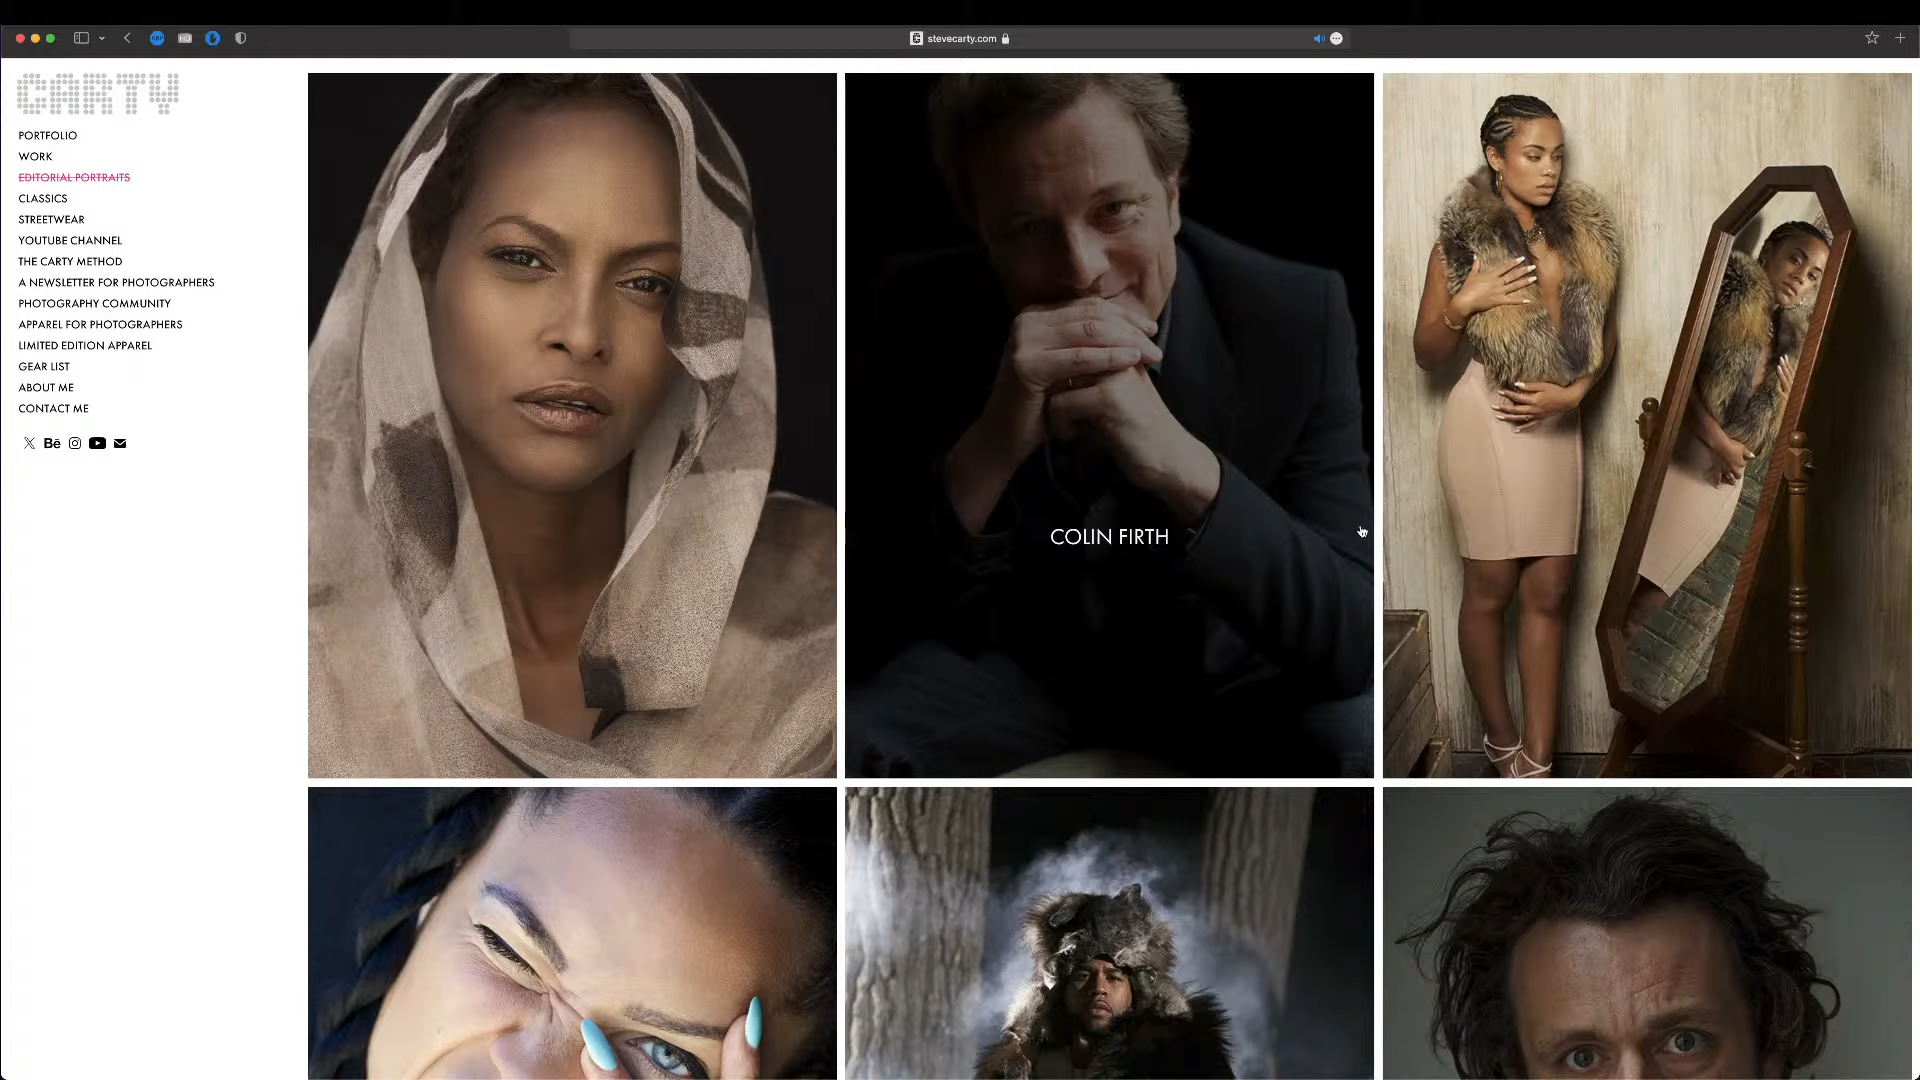 stevecarty.com
CARTY
PORTFOLIO
WORK
EDITORIAL PORTRAITS
CLASSICS
STREETWEAR
YOUTUBE CHANNEL
THE CARTY METHOD
A NEWSLETTER FOR PHOTOGRAPHERS
PHOTOGRAPHY COMMUNITY
APPAREL FOR PHOTOGRAPHERS
LIMITED EDITION APPAREL
GEAR LIST
ABOUT ME
CONTACT ME
Bē
COLIN FIRTH